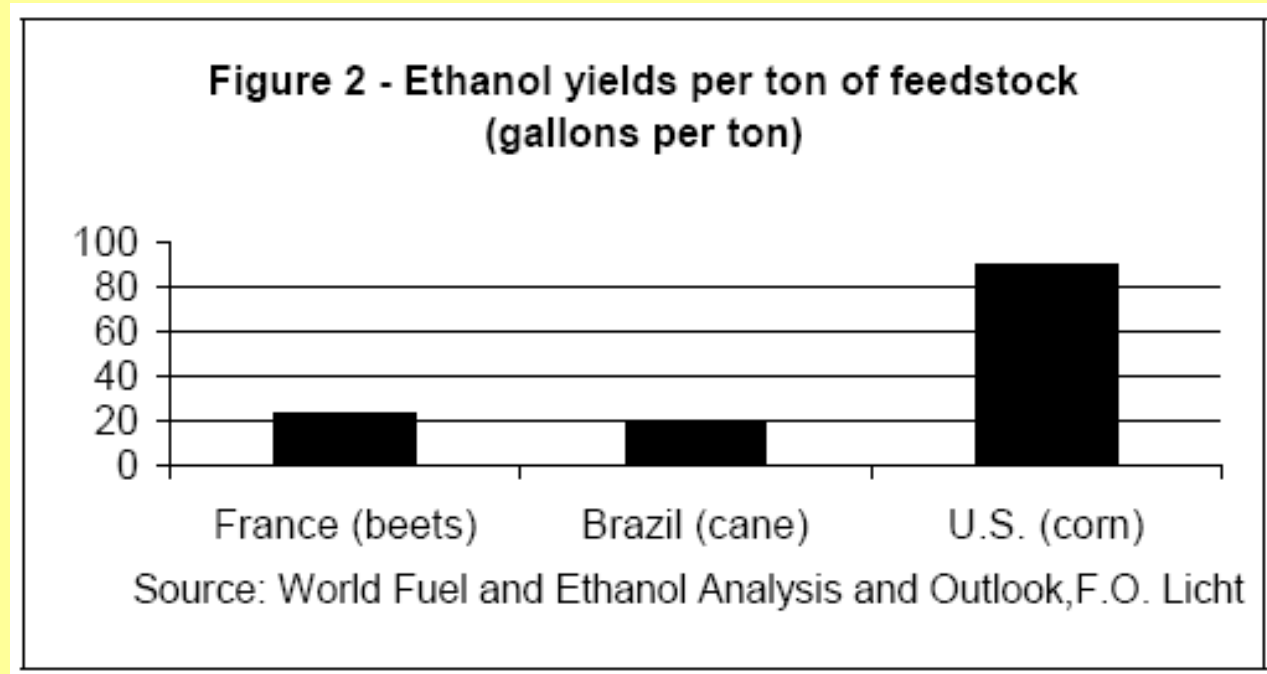 Figure 2 - Ethanol yields per ton of feedstock
(gallons per ton)
100
80
60
40
20
0
France (beets) Brazil (cane) U.S. (corn)
Source: World Fuel and Ethanol Analysis and Outlook,F.O. Licht